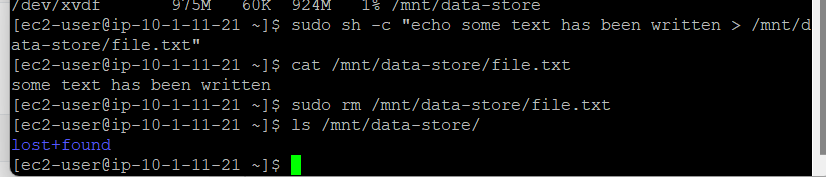 /dev/xvdf       975M   60K  924M   1% /mnt/data-store
[ec2-user@ip-10-1-11-21 ~]$ sudo sh -c "echo some text has been written > /mnt/d
ata-store/file.txt"
[ec2-user@ip-10-1-11-21 ~]$ cat /mnt/data-store/file.txt
some text has been written
[ec2-user@ip-10-1-11-21 ~]$ sudo rm /mnt/data-store/file.txt
[ec2-user@ip-10-1-11-21 ~]$ ls /mnt/data-store/
lost+found
[ec2-user@ip-10-1-11-21 ~]$